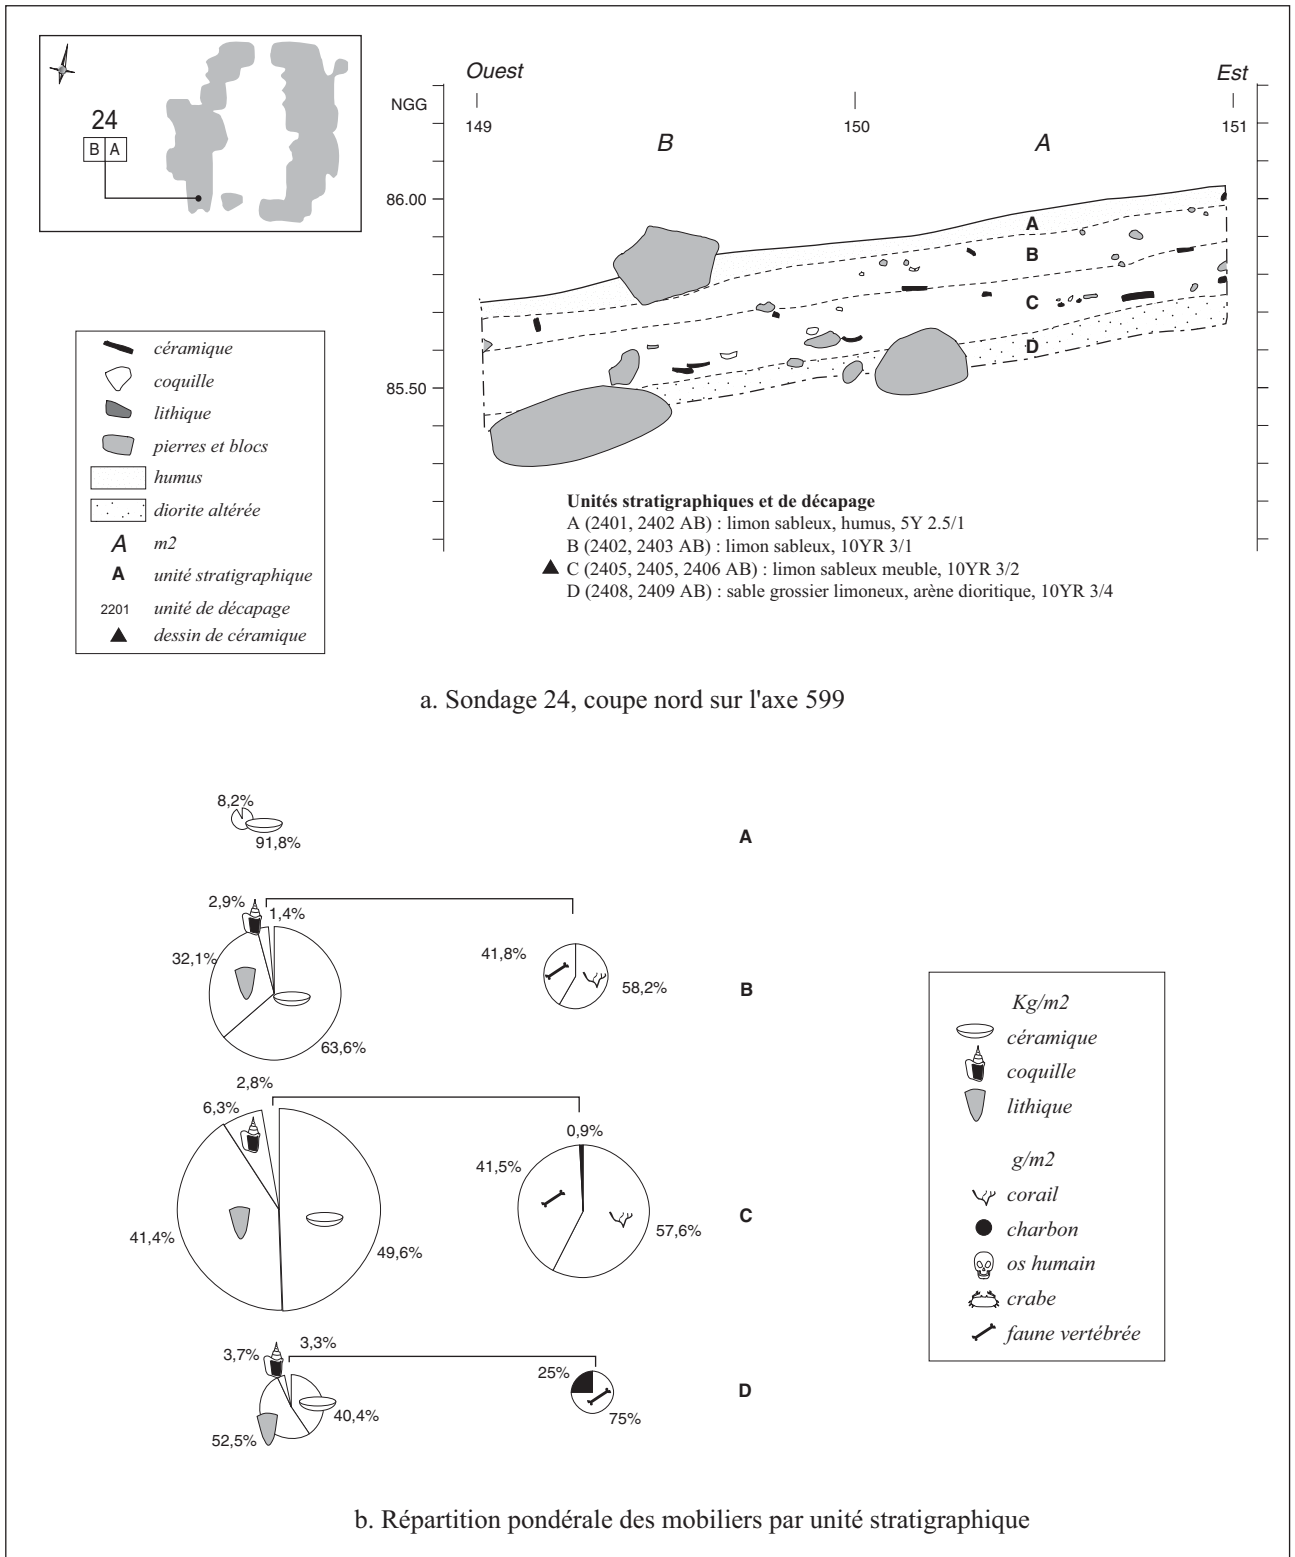 24
B A
Ouest
Est
NGG
149
150
151
B
A
86.00
85.50
A
B
C
D
céramique
coquille
lithique
pierres et blocs
humus
diorite altérée
A m2
A unité stratigraphique
2201 unité de décapage
dessin de céramique
Unités stratigraphiques et de décapage
A (2401, 2402 AB) : limon sableux, humus, 5Y 2.5/1
B (2402, 2403 AB) : limon sableux, 10YR 3/1
C (2405, 2405, 2406 AB) : limon sableux meuble, 10YR 3/2
D (2408, 2409 AB) : sable grossier limoneux, arène dioritique, 10YR 3/4
a. Sondage 24, coupe nord sur l'axe 599
8,2%
91,8%
A
2,9%
1,4%
32,1%
63,6%
41,8%
58,2%
B
2,8%
6,3%
41,4%
49,6%
0,9%
41,5%
57,6%
C
3,3%
3,7%
40,4%
52,5%
25%
75%
D
Kg/m2
céramique
coquille
lithique
g/m2
corail
charbon
os humain
crabe
faune vertébrée
b. Répartition pondérale des mobiliers par unité stratigraphique